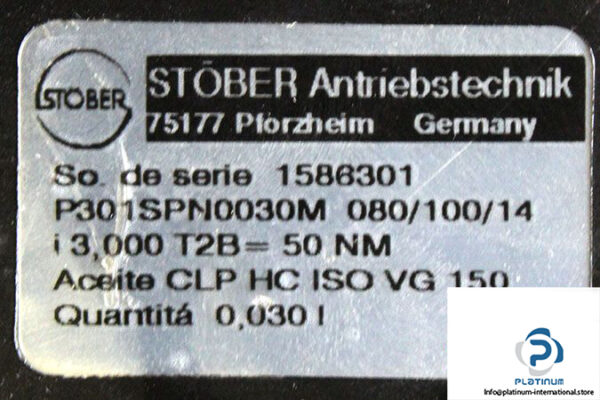 STÖBER
STÖBER Antriebstechnik
75177 Pforzheim Germany
So. de serie 1586301
P301SPN0030M 080/100/14
i 3,000 T2B= 50 NM
Aceite CLP HC ISO VG 150
Quantitá 0,030 l
PLATINUM
Info@platinum-international.store